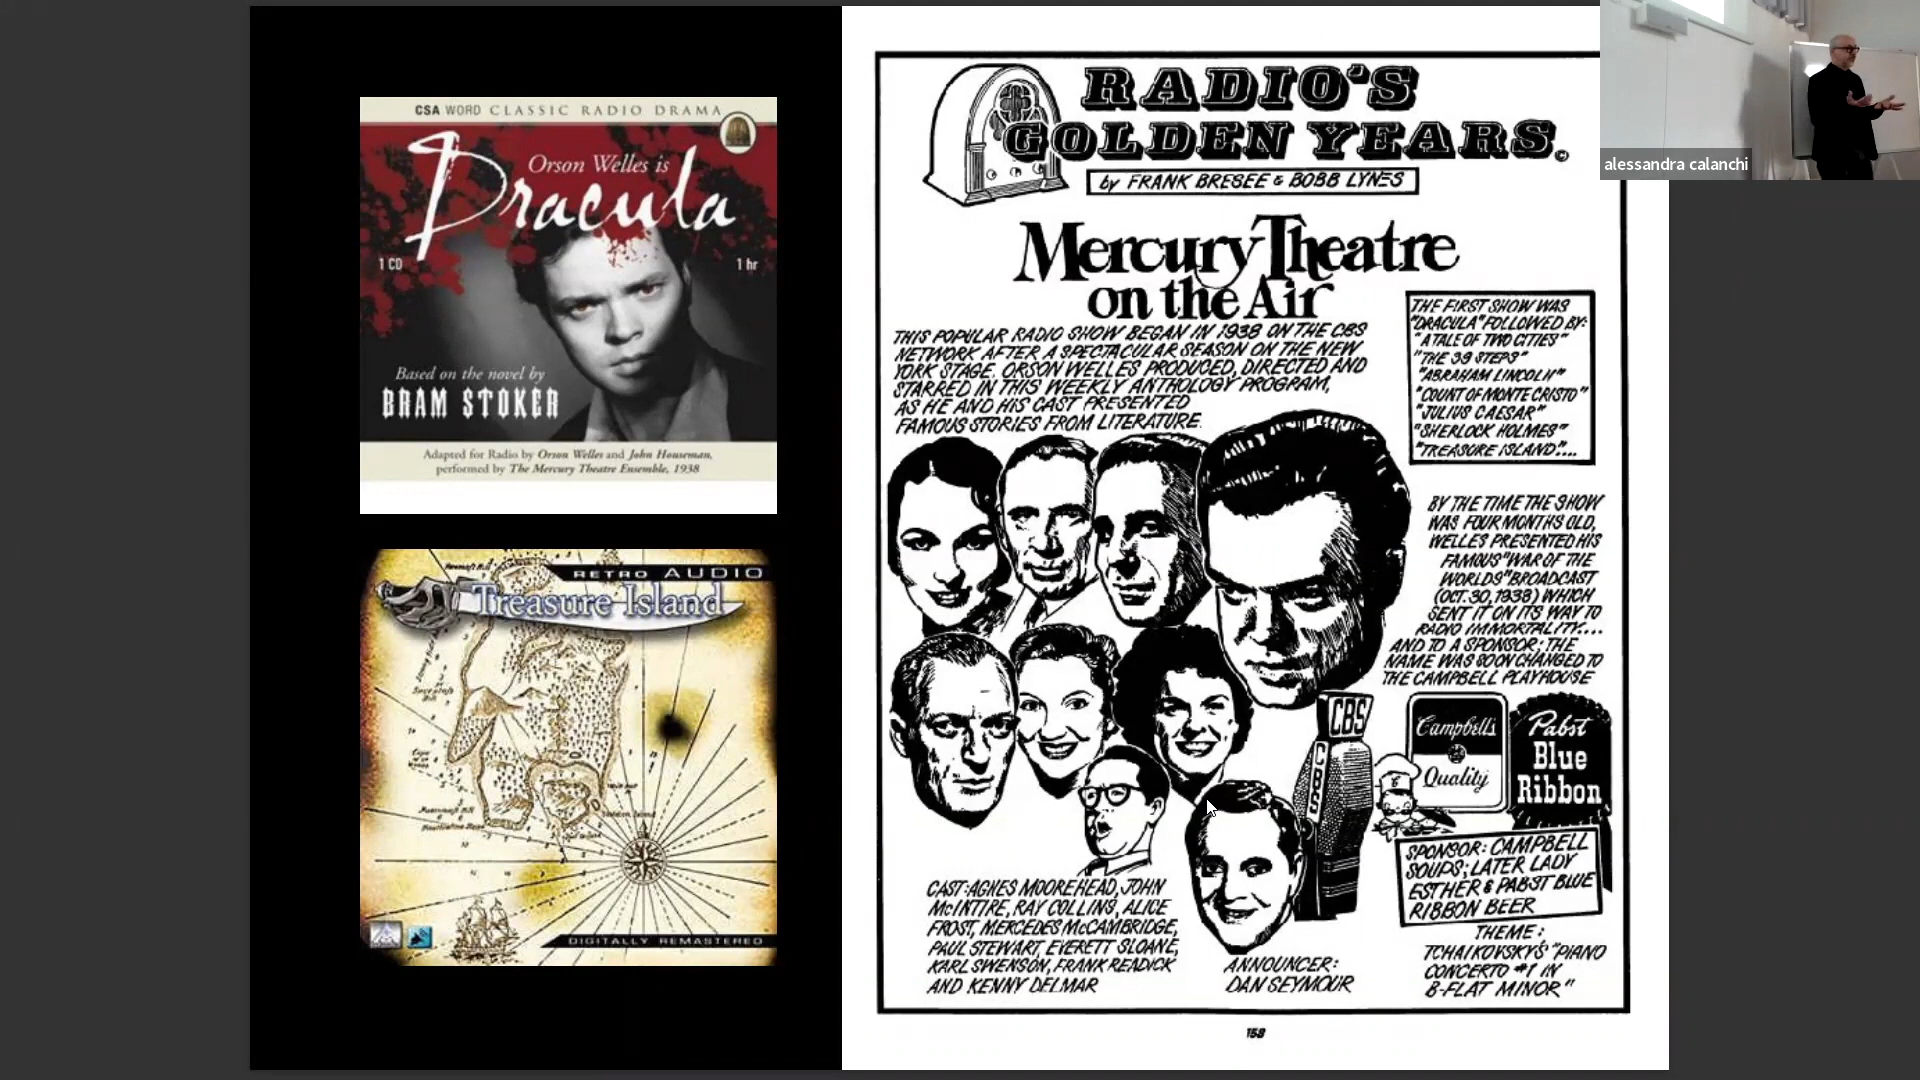 CSA WORD CLASSIC RADIO DRAMA
Orson Welles is
Dracula
1 CD
1 hr
Based on the novel by
BRAM STOKER
Adapted for Radio by Orson Welles and John Houseman,
performed by The Mercury Theatre Ensemble, 1938
RETRO AUDIO
Treasure Island
DIGITALLY REMASTERED
RADIO'S
GOLDEN YEARS.©
by FRANK BRESEE & BOBB LYNES
Mercury Theatre
on the Air
THIS POPULAR RADIO SHOW BEGAN IN 1938 ON THE CBS
NETWORK AFTER A SPECTACULAR SEASON ON THE NEW
YORK STAGE. ORSON WELLES PRODUCED, DIRECTED AND
STARRED IN THIS WEEKLY ANTHOLOGY PROGRAM,
AS HE AND HIS CAST PRESENTED
FAMOUS STORIES FROM LITERATURE.
THE FIRST SHOW WAS
"DRACULA" FOLLOWED BY:
"A TALE OF TWO CITIES"
"THE 39 STEPS"
"ABRAHAM LINCOLN"
"COUNT OF MONTE CRISTO"
"JULIUS CAESAR"
"SHERLOCK HOLMES"
"TREASURE ISLAND"....
BY THE TIME THE SHOW
WAS FOUR MONTHS OLD,
WELLES PRESENTED HIS
FAMOUS "WAR OF THE
WORLDS" BROADCAST
(OCT. 30, 1938) WHICH
SENT IT ON ITS WAY TO
RADIO IMMORTALITY....
AND TO A SPONSOR; THE
NAME WAS SOON CHANGED TO
THE CAMPBELL PLAYHOUSE
CBS
CBS
Campbell's
Quality
Pabst
Blue
Ribbon
SPONSOR: CAMPBELL
SOUPS; LATER LADY
ESTHER & PABST BLUE
RIBBON BEER
CAST: AGNES MOOREHEAD, JOHN
McINTIRE, RAY COLLINS, ALICE
FROST, MERCEDES McCAMBRIDGE,
PAUL STEWART, EVERETT SLOANE,
KARL SWENSON, FRANK READICK
AND KENNY DELMAR
ANNOUNCER:
DAN SEYMOUR
THEME:
TCHAIKOVSKY'S "PIANO
CONCERTO #1 IN
B-FLAT MINOR"
158
alessandra calanchi